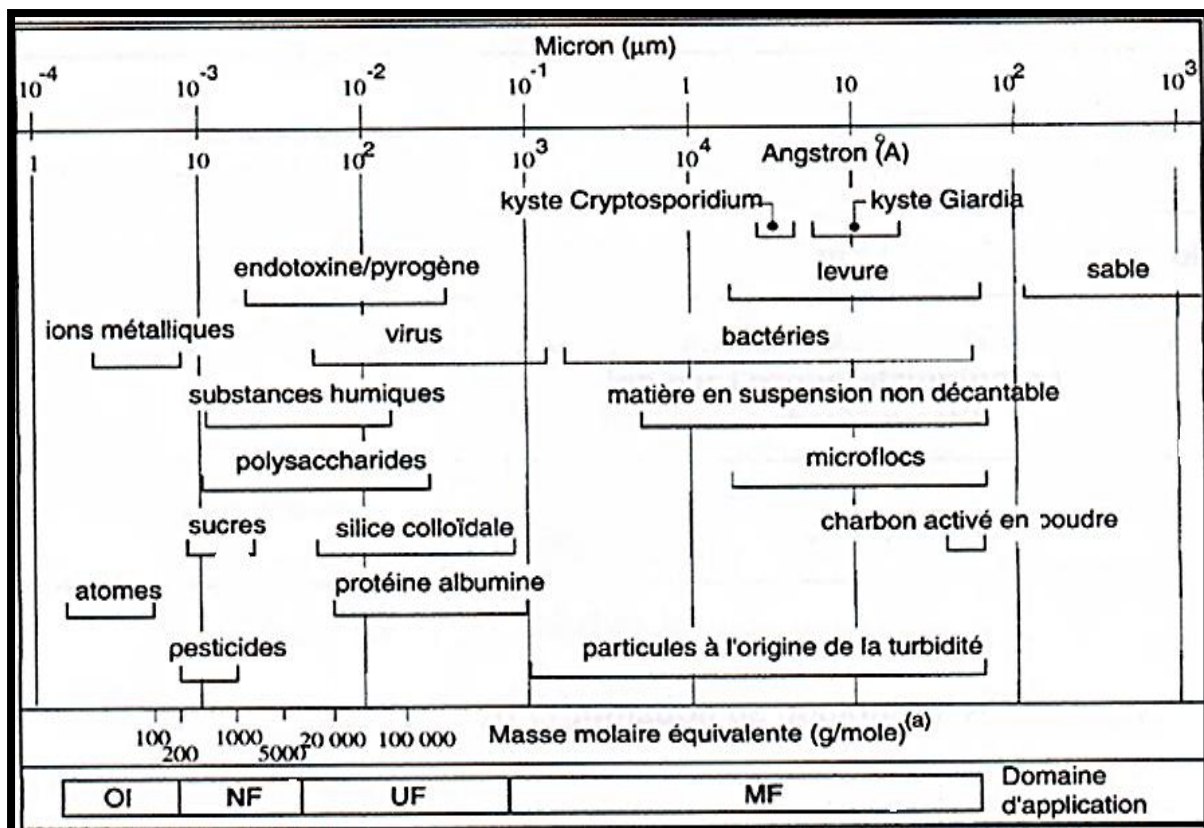 Micron (µm)
10⁻⁴ 10⁻³ 10⁻² 10⁻¹ 1 10 10² 10³
1 10 10² 10³ 10⁴ Angstron (Å)
kyste Cryptosporidium kyste Giardia
endotoxine/pyrogène levure sable
ions métalliques virus bactéries
substances humiques matière en suspension non décantable
polysaccharides microflocs
sucres silice colloïdale charbon activé en poudre
atomes protéine albumine
pesticides particules à l'origine de la turbidité
100 1000 20 000 100 000 Masse molaire équivalente (g/mole)(a)
200 5000
OI NF UF MF Domaine
d'application